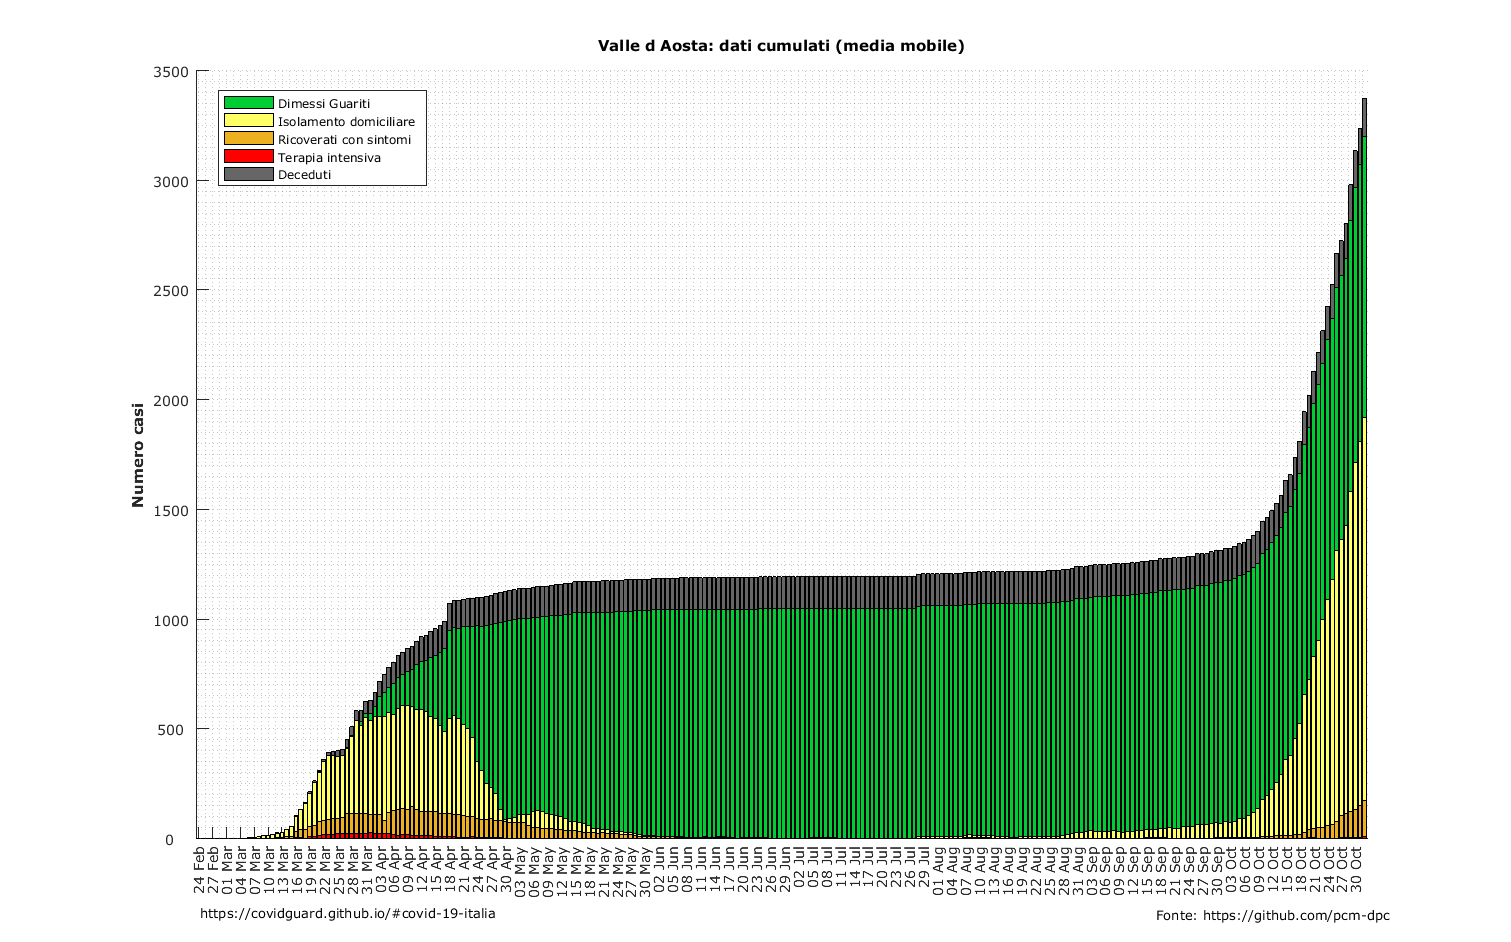 Valle d Aosta: dati cumulati (media mobile)
Numero casi
3500
3000
2500
2000
1500
1000
500
0
Dimessi Guariti
Isolamento domiciliare
Ricoverati con sintomi
Terapia intensiva
Deceduti
24 Feb
27 Feb
01 Mar
04 Mar
07 Mar
10 Mar
13 Mar
16 Mar
19 Mar
22 Mar
25 Mar
28 Mar
31 Mar
03 Apr
06 Apr
09 Apr
12 Apr
15 Apr
18 Apr
21 Apr
24 Apr
27 Apr
30 Apr
03 May
06 May
09 May
12 May
15 May
18 May
21 May
24 May
27 May
30 May
02 Jun
05 Jun
08 Jun
11 Jun
14 Jun
17 Jun
20 Jun
23 Jun
26 Jun
29 Jun
02 Jul
05 Jul
08 Jul
11 Jul
14 Jul
17 Jul
20 Jul
23 Jul
26 Jul
29 Jul
01 Aug
04 Aug
07 Aug
10 Aug
13 Aug
16 Aug
19 Aug
22 Aug
25 Aug
28 Aug
31 Aug
03 Sep
06 Sep
09 Sep
12 Sep
15 Sep
18 Sep
21 Sep
24 Sep
27 Sep
30 Sep
03 Oct
06 Oct
09 Oct
12 Oct
15 Oct
18 Oct
21 Oct
24 Oct
27 Oct
30 Oct
https://covidguard.github.io/#covid-19-italia
Fonte: https://github.com/pcm-dpc